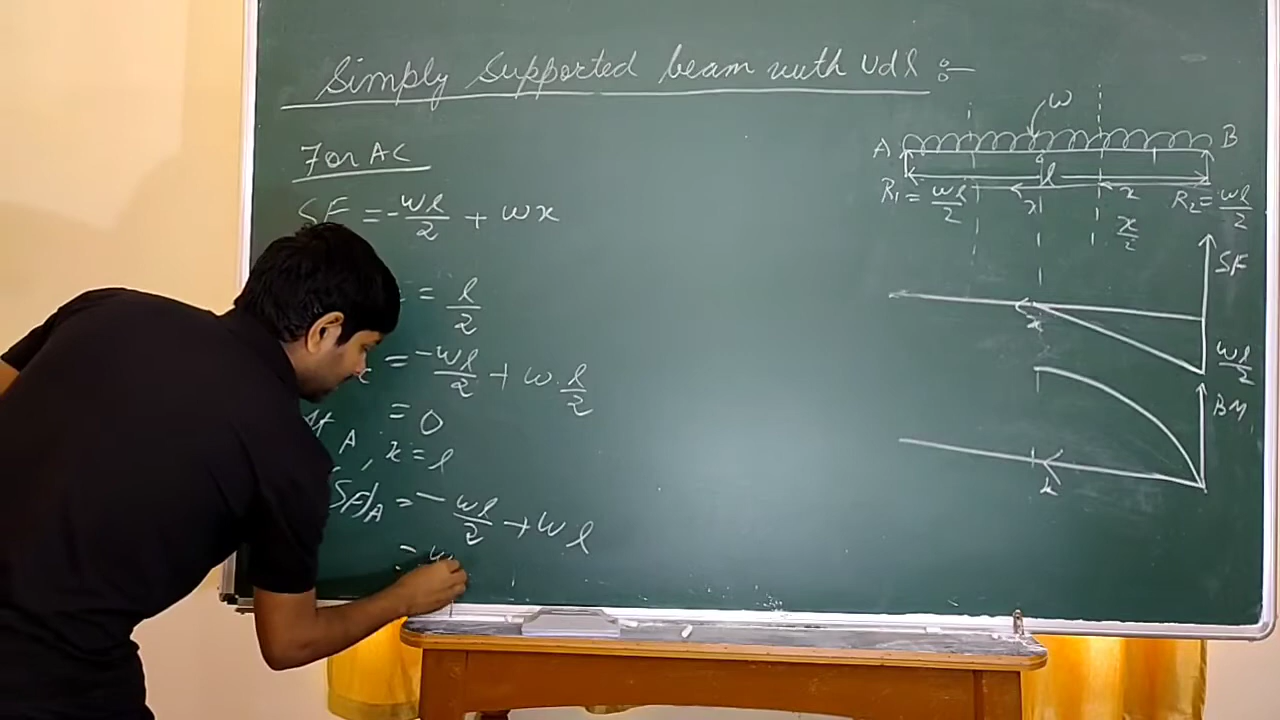 Simply Supported beam with Udl :-
For AC
SF = -wl/2 + wx
= l/2
= -wl/2 + w. l/2
= 0
At A, x = l
SF)A = - wl/2 + wl
= w
w
A
B
l
R1 = wl/2
x
x
R2 = wl/2
x/2
SF
x
wl/2
BM
x